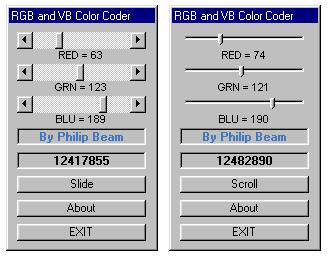 RGB and VB Color Coder
RED = 63
GRN = 123
BLU = 189
By Philip Beam
12417855
Slide
About
EXIT
RGB and VB Color Coder
RED = 74
GRN = 121
BLU = 190
By Philip Beam
12482890
Scroll
About
EXIT